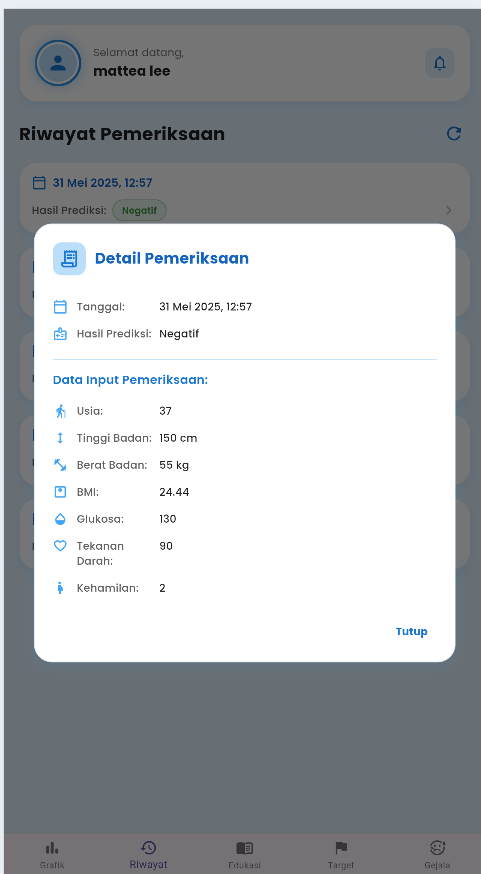 Selamat datang,
mattea lee
Riwayat Pemeriksaan
31 Mei 2025, 12:57
Hasil Prediksi: Negatif
Detail Pemeriksaan
Tanggal: 31 Mei 2025, 12:57
Hasil Prediksi: Negatif
Data Input Pemeriksaan:
Usia: 37
Tinggi Badan: 150 cm
Berat Badan: 55 kg
BMI: 24.44
Glukosa: 130
Tekanan 90
Darah:
Kehamilan: 2
Tutup
Grafik Riwayat Edukasi Target Gejala